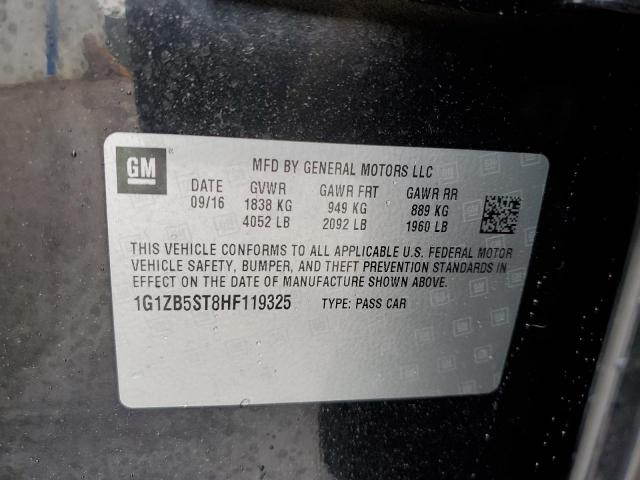 GM
MFD BY GENERAL MOTORS LLC
DATE GVWR GAWR FRT GAWR RR
09/16 1838 KG 949 KG 889 KG
4052 LB 2092 LB 1960 LB
THIS VEHICLE CONFORMS TO ALL APPLICABLE U.S. FEDERAL MOTOR
VEHICLE SAFETY, BUMPER, AND THEFT PREVENTION STANDARDS IN
EFFECT ON THE DATE OF MANUFACTURE SHOWN ABOVE.
1G1ZB5ST8HF119325 TYPE: PASS CAR